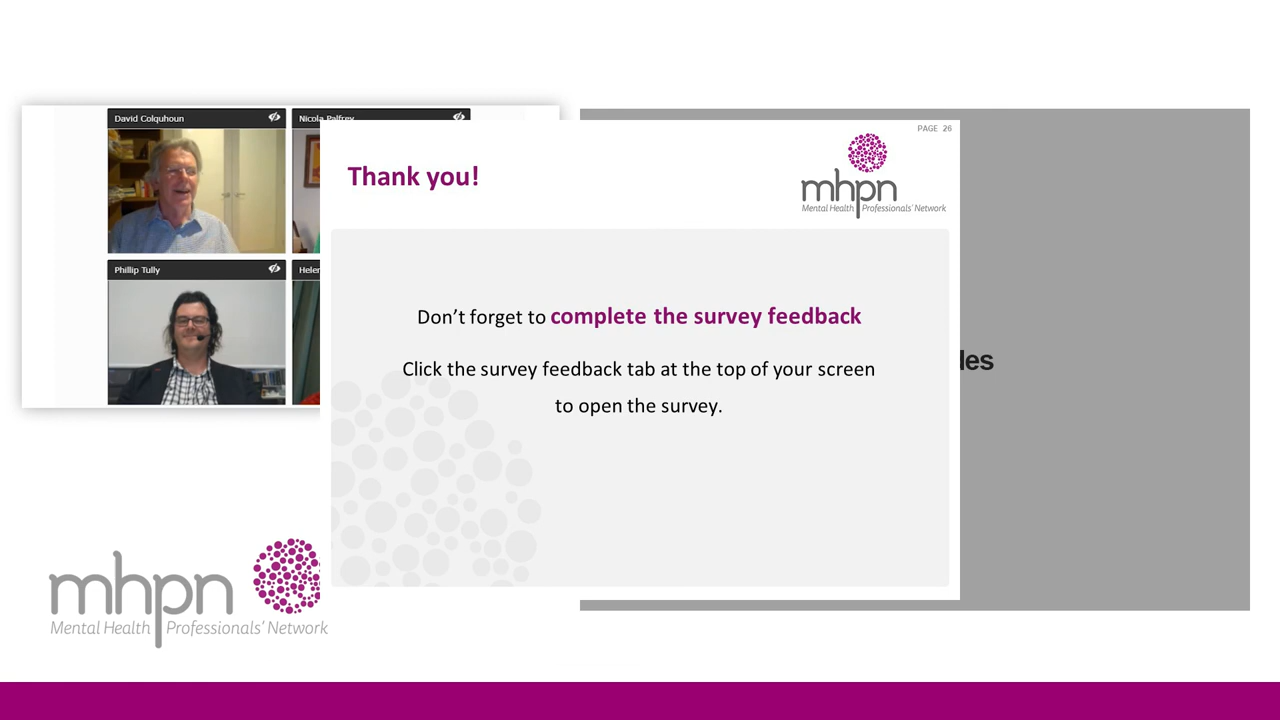 David Colquhoun
Nicola Palfrey
Phillip Tully
Helen
PAGE 26
Thank you!
mhpn
Mental Health Professionals' Network
Don't forget to complete the survey feedback
Click the survey feedback tab at the top of your screen
to open the survey.
des
mhpn
Mental Health Professionals' Network